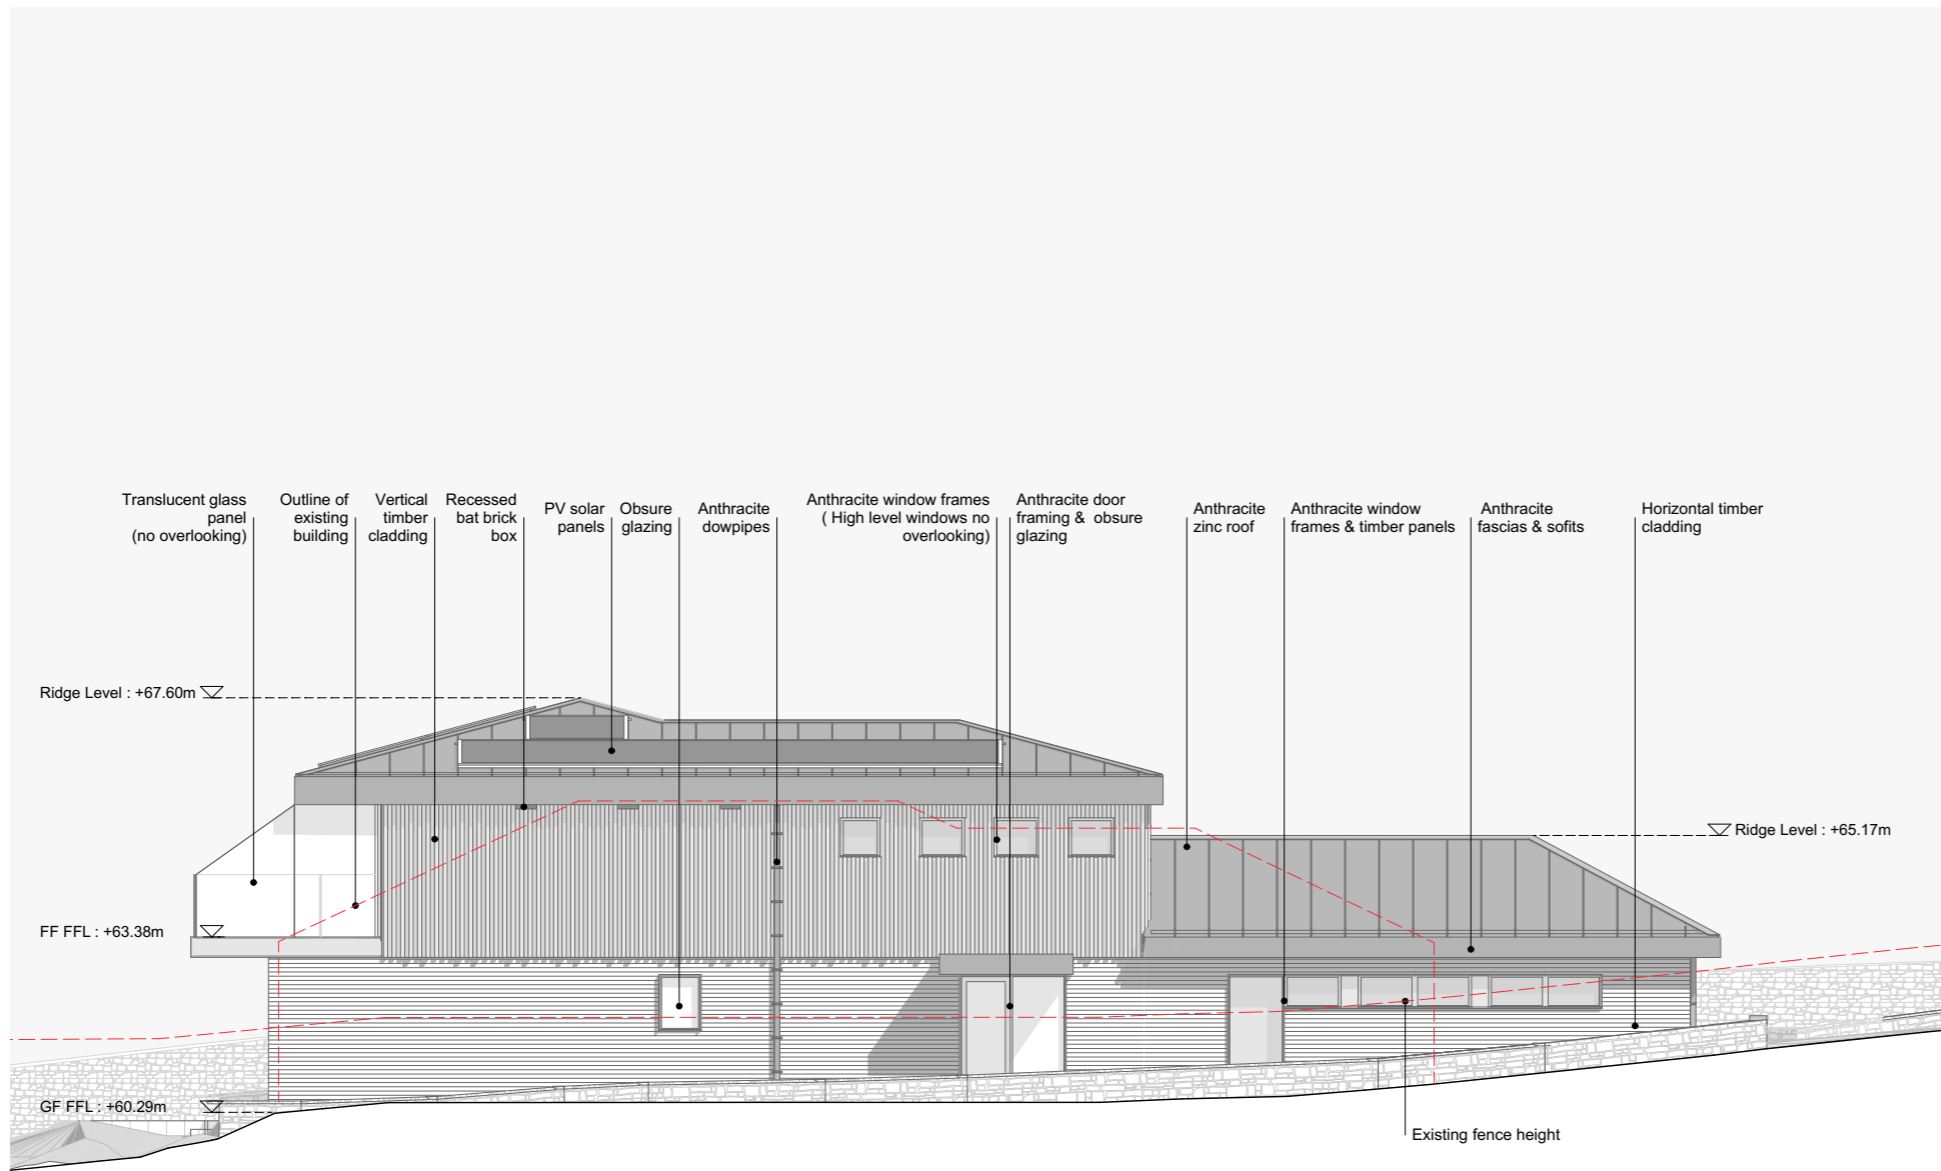 Translucent glass
panel
(no overlooking)
Outline of
existing
building
Vertical
timber
cladding
Recessed
bat brick
box
PV solar
panels
Obsure
glazing
Anthracite
dowpipes
Anthracite window frames
( High level windows no
overlooking)
Anthracite door
framing & obsure
glazing
Anthracite
zinc roof
Anthracite window
frames & timber panels
Anthracite
fascias & sofits
Horizontal timber
cladding
Ridge Level : +67.60m
Ridge Level : +65.17m
FF FFL : +63.38m
GF FFL : +60.29m
Existing fence height